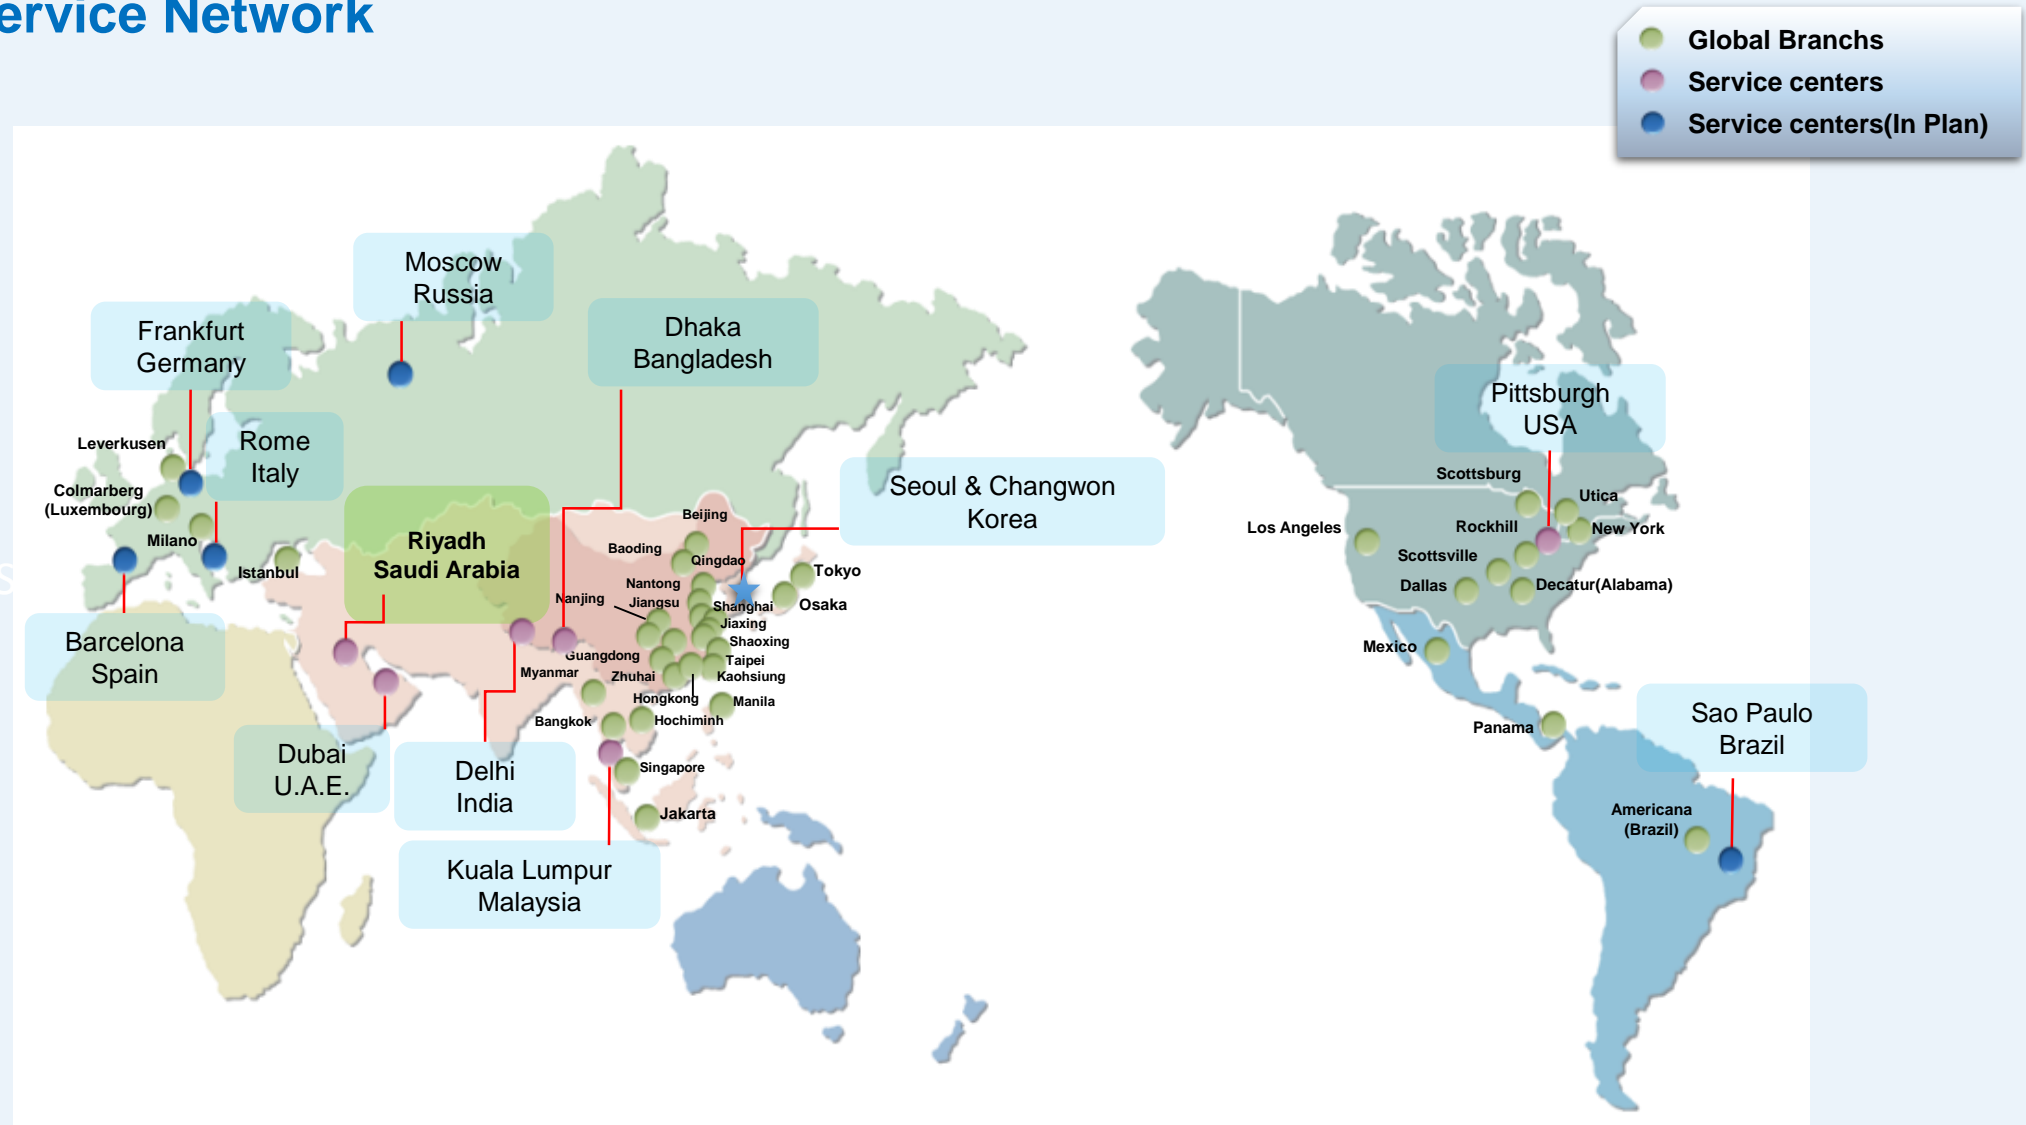 ervice Network
Global Branchs
Service centers
Service centers(In Plan)
Moscow
Russia
Frankfurt
Germany
Dhaka
Bangladesh
Pittsburgh
USA
Leverkusen
Rome
Italy
Seoul & Changwon
Korea
Scottsburg
Colmarberg
(Luxembourg)
Utica
Beijing
Riyadh
Saudi Arabia
Los Angeles
Rockhill
New York
Milano
Baoding
Qingdao
Scottsville
Istanbul
Tokyo
s
Nantong
Dallas
Decatur(Alabama)
Nanjing
Jiangsu
Shanghai
Osaka
Jiaxing
Barcelona
Spain
Shaoxing
Mexico
Guangdong
Taipei
Myanmar
Zhuhai
Kaohsiung
Hongkong
Manila
Bangkok
Hochiminh
Panama
Sao Paulo
Brazil
Dubai
U.A.E.
Delhi
India
Singapore
Jakarta
Americana
(Brazil)
Kuala Lumpur
Malaysia